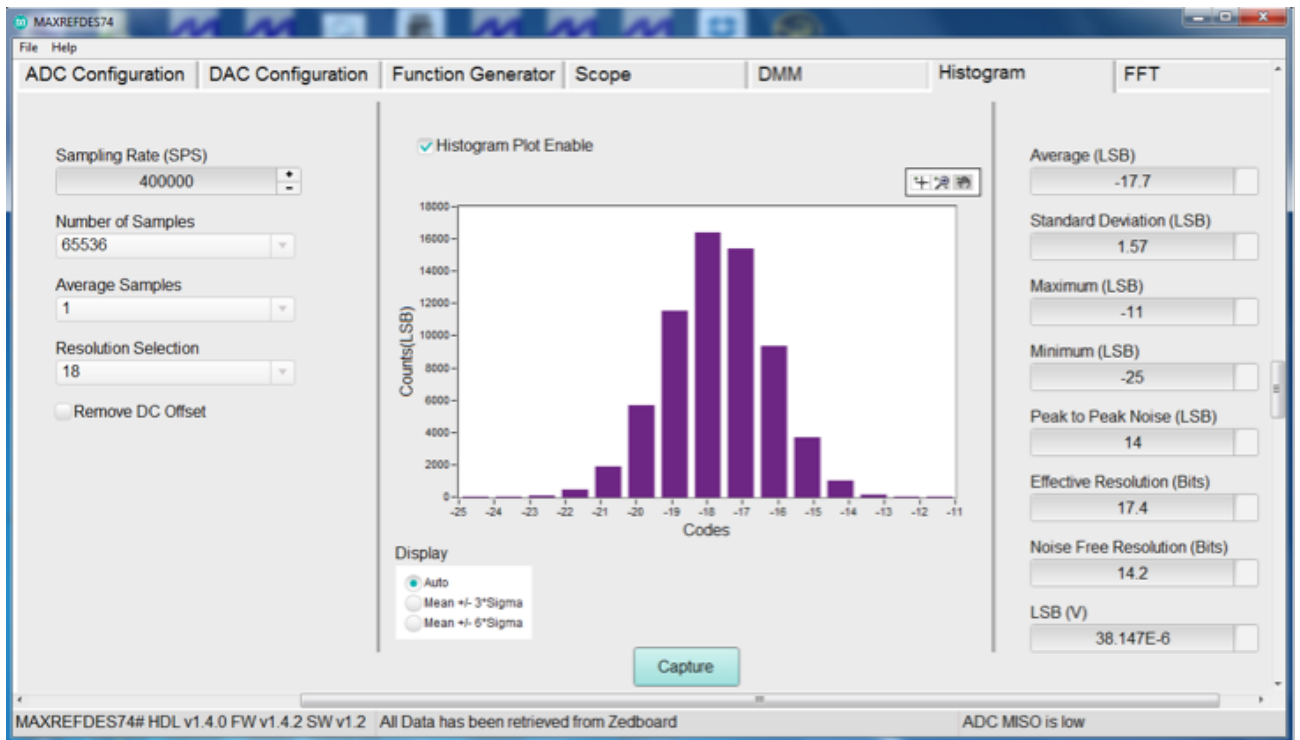 MAXREFDES74
File Help
ADC Configuration DAC Configuration Function Generator Scope DMM Histogram FFT
Sampling Rate (SPS)
400000
Number of Samples
65536
Average Samples
1
Resolution Selection
18
Remove DC Offset
Histogram Plot Enable
18000
16000
14000
12000
10000
8000
6000
4000
2000
0
Counts(LSB)
-25 -24 -23 -22 -21 -20 -19 -18 -17 -16 -15 -14 -13 -12 -11
Codes
Display
Auto
Mean +/- 3*Sigma
Mean +/- 6*Sigma
Capture
Average (LSB)
-17.7
Standard Deviation (LSB)
1.57
Maximum (LSB)
-11
Minimum (LSB)
-25
Peak to Peak Noise (LSB)
14
Effective Resolution (Bits)
17.4
Noise Free Resolution (Bits)
14.2
LSB (V)
38.147E-6
MAXREFDES74# HDL v1.4.0 FW v1.4.2 SW v1.2 All Data has been retrieved from Zedboard ADC MISO is low